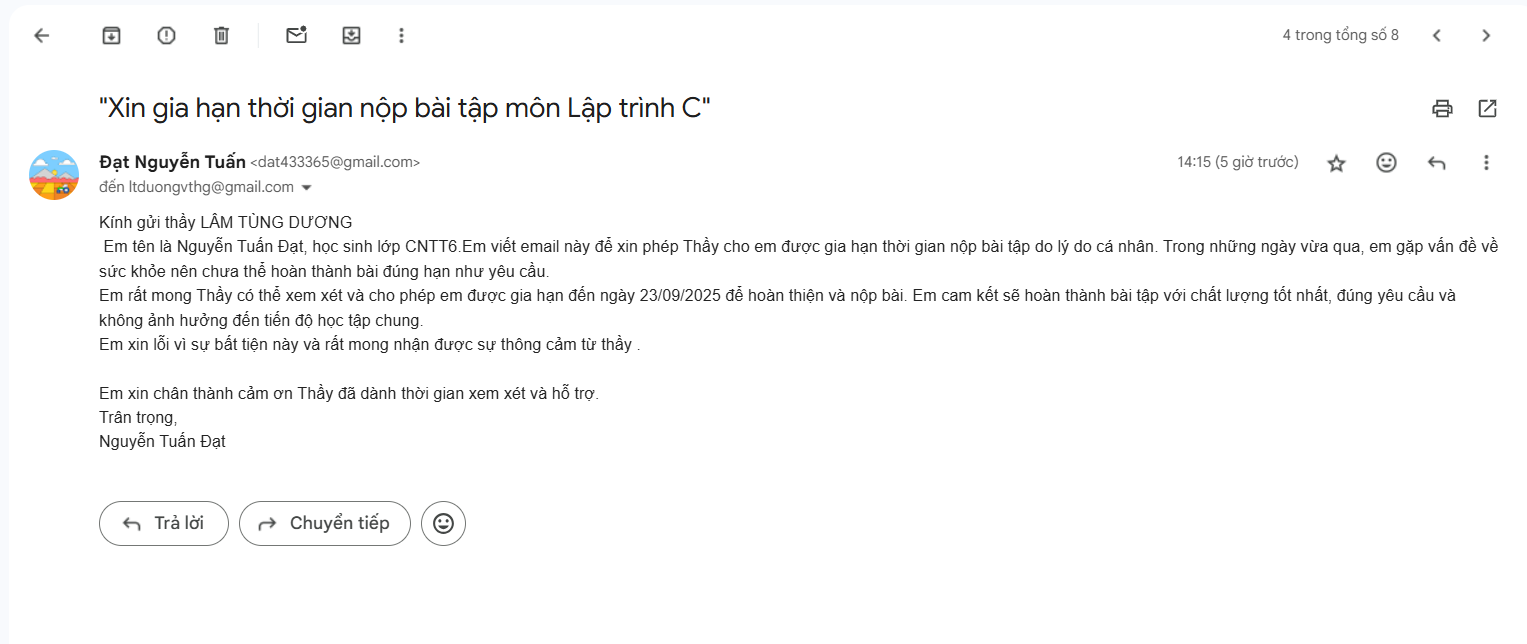 4 trong tổng số 8
"Xin gia hạn thời gian nộp bài tập môn Lập trình C"
Đạt Nguyễn Tuấn <dat433365@gmail.com>
14:15 (5 giờ trước)
đến ltduongvthg@gmail.com
Kính gửi thầy LÂM TÙNG DƯƠNG
Em tên là Nguyễn Tuấn Đạt, học sinh lớp CNTT6.Em viết email này để xin phép Thầy cho em được gia hạn thời gian nộp bài tập do lý do cá nhân. Trong những ngày vừa qua, em gặp vấn đề về
sức khỏe nên chưa thể hoàn thành bài đúng hạn như yêu cầu.
Em rất mong Thầy có thể xem xét và cho phép em được gia hạn đến ngày 23/09/2025 để hoàn thiện và nộp bài. Em cam kết sẽ hoàn thành bài tập với chất lượng tốt nhất, đúng yêu cầu và
không ảnh hưởng đến tiến độ học tập chung.
Em xin lỗi vì sự bất tiện này và rất mong nhận được sự thông cảm từ thầy .
Em xin chân thành cảm ơn Thầy đã dành thời gian xem xét và hỗ trợ.
Trân trọng,
Nguyễn Tuấn Đạt
Trả lời
Chuyển tiếp